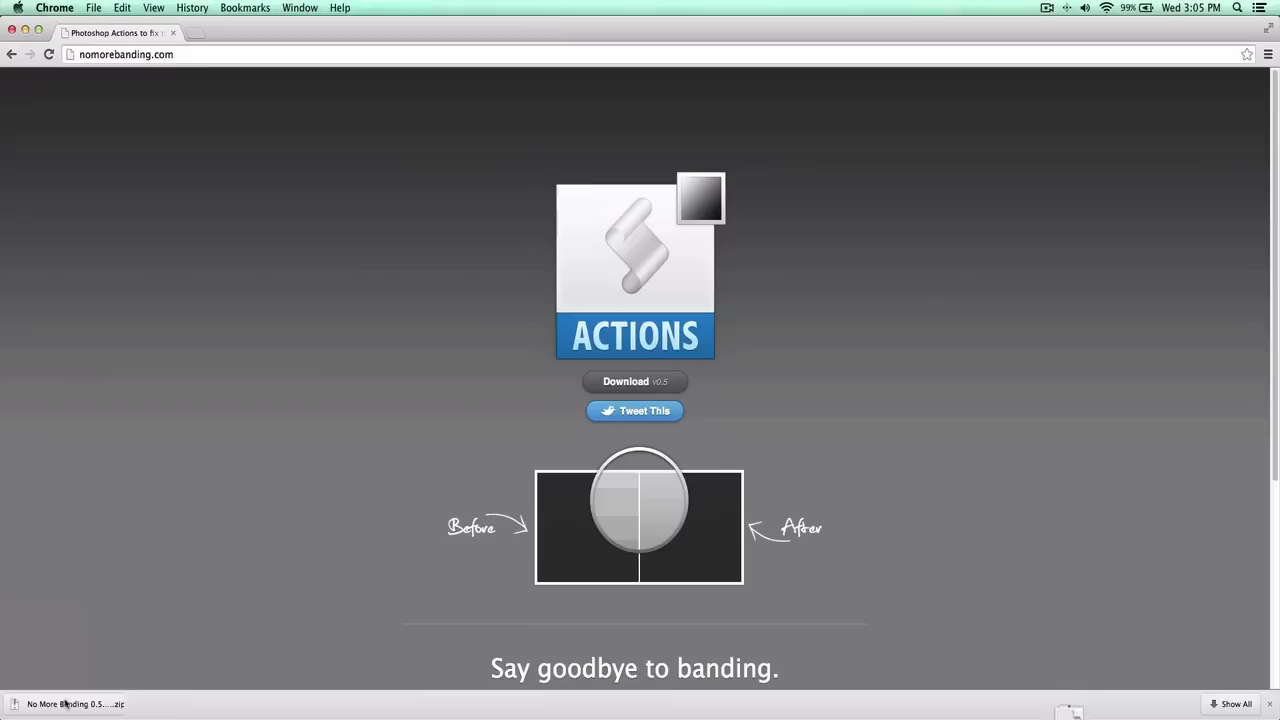 Chrome File Edit View History Bookmarks Window Help 99% Wed 3:05 PM
Photoshop Actions to fix
nomorebanding.com
ACTIONS
Download v0.5
Tweet This
Before
After
Say goodbye to banding.
No More Banding 0.5.....zip
Show All